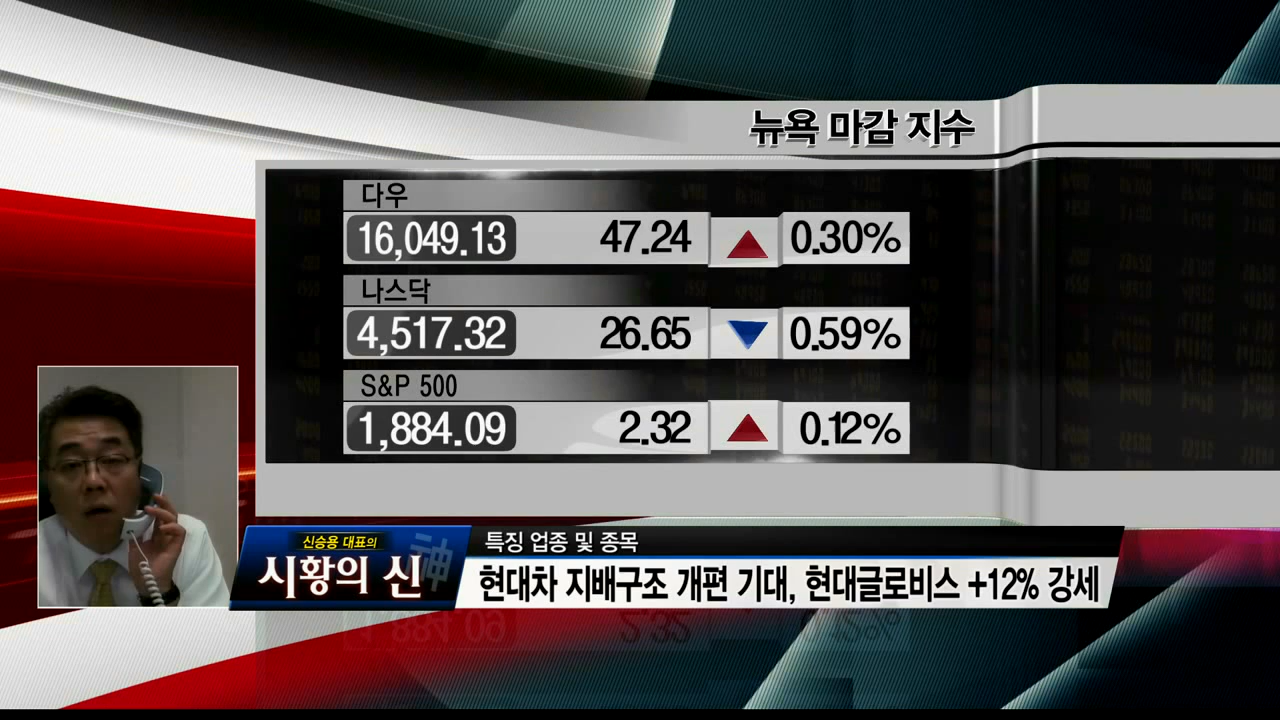 뉴욕 마감 지수
다우
16,049.13 47.24 ▲ 0.30%
나스닥
4,517.32 26.65 ▼ 0.59%
S&P 500
1,884.09 2.32 ▲ 0.12%
신승용 대표의
시황의 신 神
특징 업종 및 종목
현대차 지배구조 개편 기대, 현대글로비스 +12% 강세